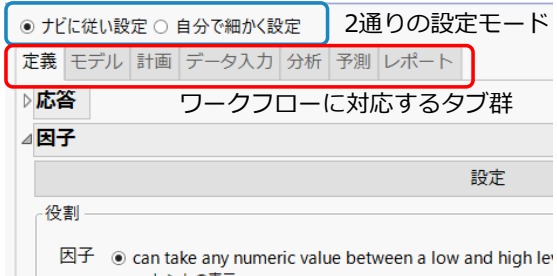 ナビに従い設定 自分で細かく設定 2通りの設定モード
定義 モデル 計画 データ入力 分析 予測 レポート
応答 ワークフローに対応するタブ群
因子
設定
役割
因子 can take any numeric value between a low and high